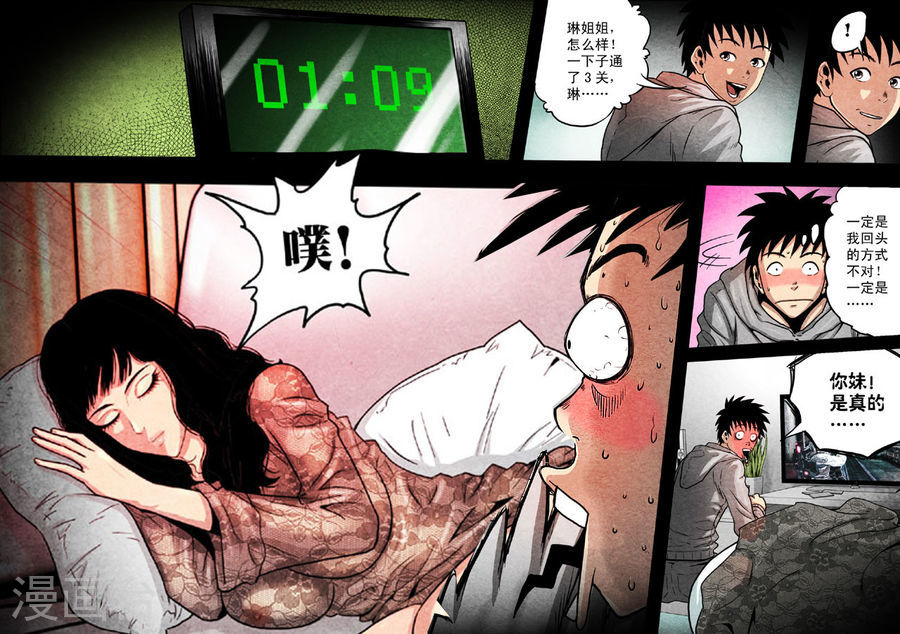 01:09
琳姐姐，
怎么样！
一下子通
了3关，
琳……
！
噗！
！
一定是
我回头
的方式
不对！
一定是
……
你妹！
是真的
……
漫画